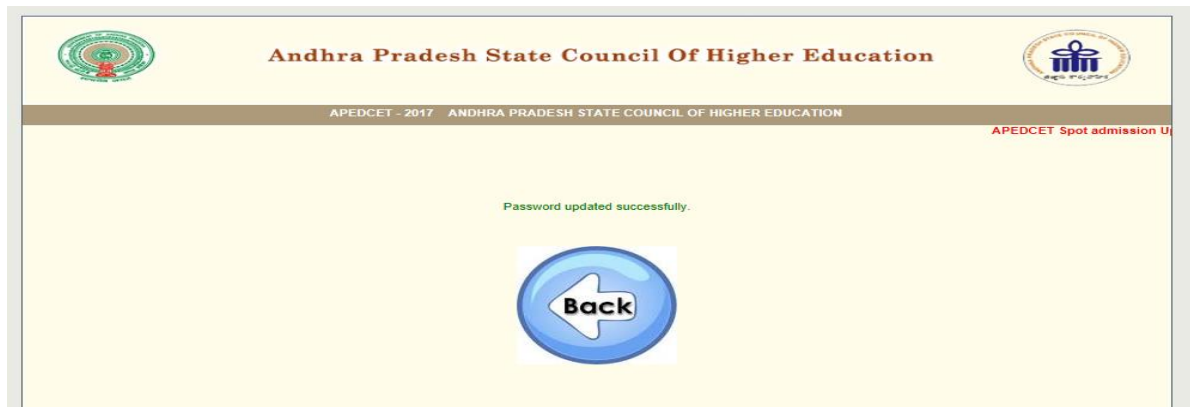 Andhra Pradesh State Council Of Higher Education
APEDCET - 2017 ANDHRA PRADESH STATE COUNCIL OF HIGHER EDUCATION
APEDCET Spot admission
Password updated successfully.
Back